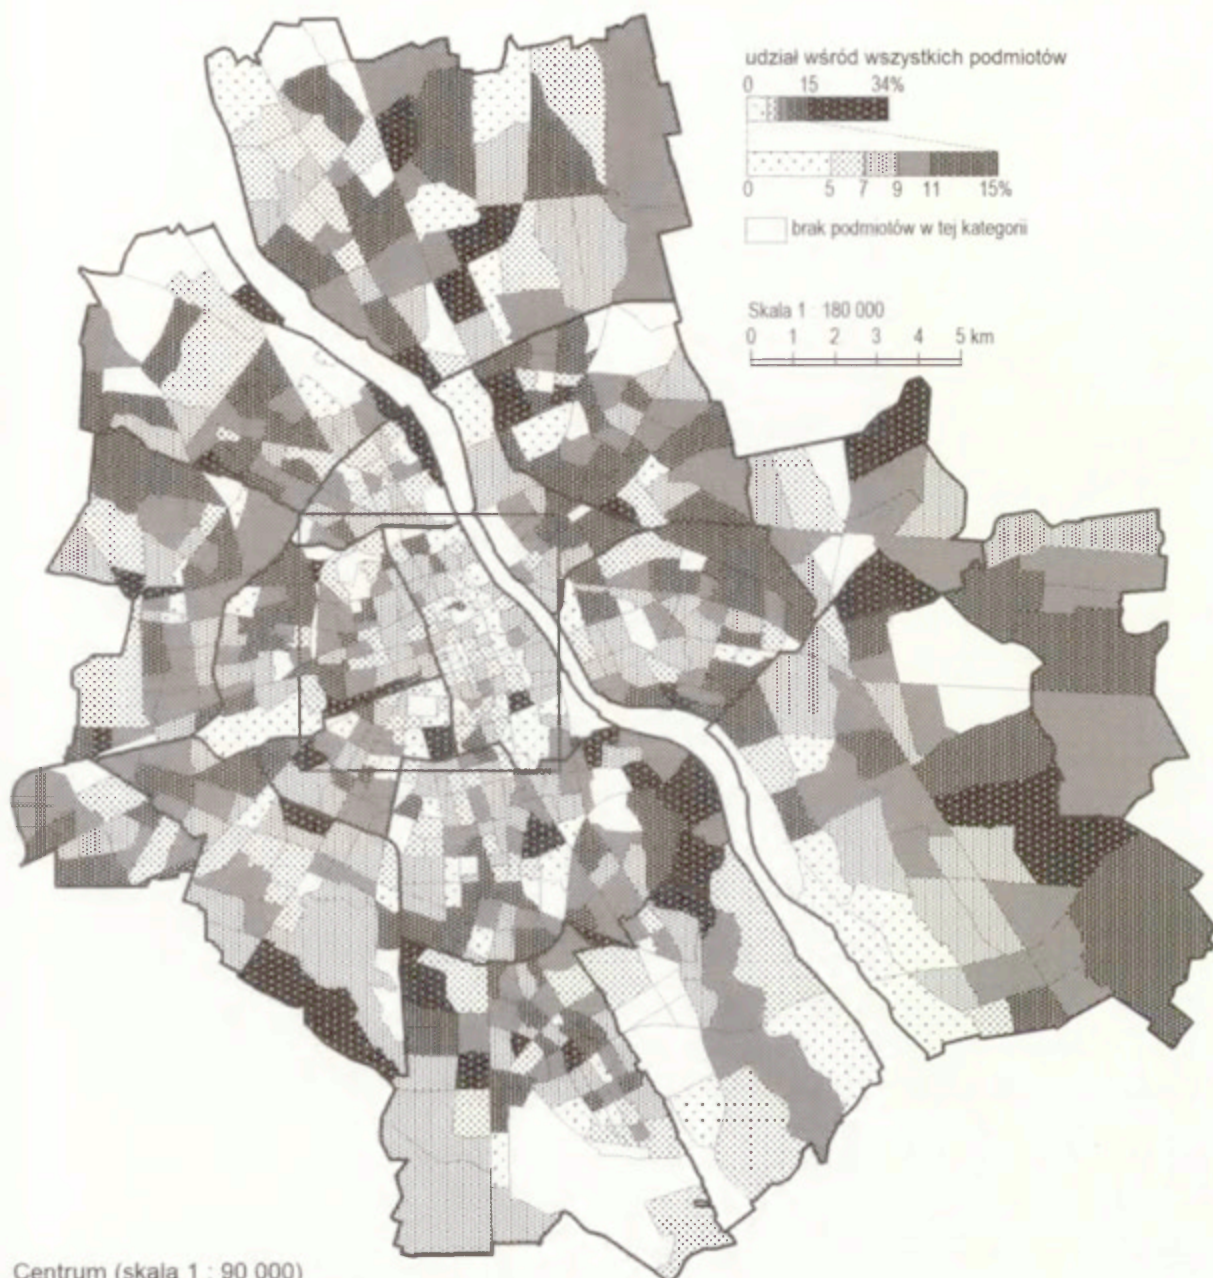 udział wśród wszystkich podmiotów
0 15 34%
0 5 7 9 11 15%
brak podmiotów w tej kategorii
Skala 1 : 180 000
0 1 2 3 4 5 km
Centrum (skala 1 : 90 000)